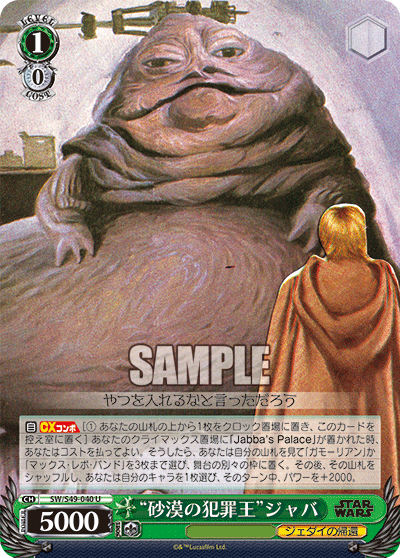 LEVEL
1
0
COST
SAMPLE
やつを入れるなと言っただろう
自 CXコンボ [① あなたの山札の上から1枚をクロック置場に置き、このカードを
控え室に置く] あなたのクライマックス置場に「Jabba's Palace」が置かれた時、
あなたはコストを払ってよい。そうしたら、あなたは自分の山札を見て「ガモーリアン」か
「マックス・レボ・バンド」を3枚まで選び、舞台の別々の枠に置く。その後、その山札を
シャッフルし、あなたは自分のキャラを1枚選び、そのターン中、パワーを+2000。
CH
SW/S49-040 U
5000
“砂漠の犯罪王”ジャバ
STAR WARS
ジェダイの帰還
©&™Lucasfilm Ltd.